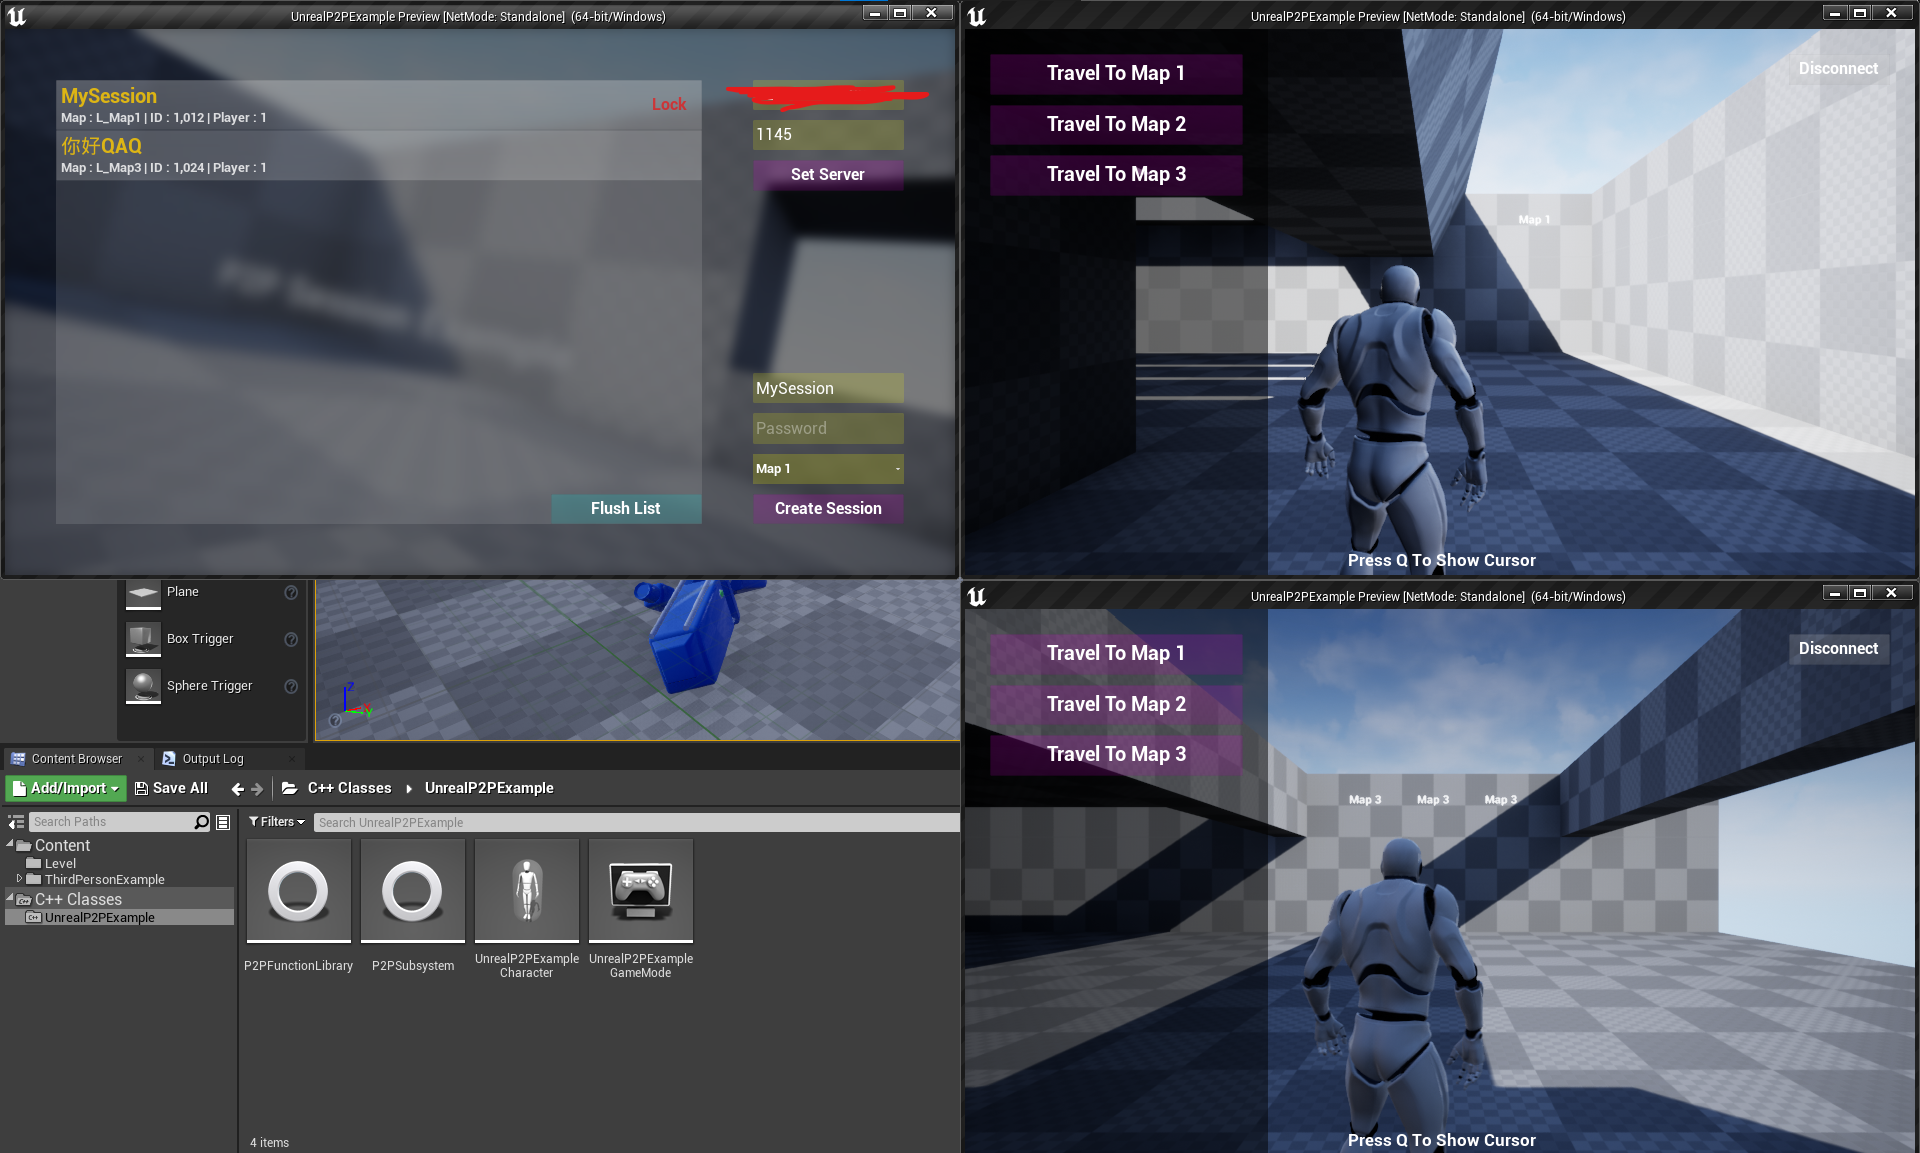 UnrealP2PExample Preview [NetMode: Standalone] (64-bit/Windows)
MySession
Map : L_Map1 | ID : 1,012 | Player : 1
Lock
你好QAQ
Map : L_Map3 | ID : 1,024 | Player : 1
1145
Set Server
P2P Session Example
MySession
Password
Map 1
Create Session
Flush List
UnrealP2PExample Preview [NetMode: Standalone] (64-bit/Windows)
Travel To Map 1
Travel To Map 2
Travel To Map 3
Disconnect
Map 1
Press Q To Show Cursor
Plane
Box Trigger
Sphere Trigger
Z
X
Y
UnrealP2PExample Preview [NetMode: Standalone] (64-bit/Windows)
Travel To Map 1
Travel To Map 2
Travel To Map 3
Disconnect
Map 3 Map 3 Map 3
Press Q To Show Cursor
Content Browser
Output Log
Add/Import
Save All
C++ Classes
UnrealP2PExample
Search Paths
Filters
Search UnrealP2PExample
Content
Level
ThirdPersonExample
C++ Classes
UnrealP2PExample
P2PFunctionLibrary
P2PSubsystem
UnrealP2PExample
Character
UnrealP2PExample
GameMode
4 items